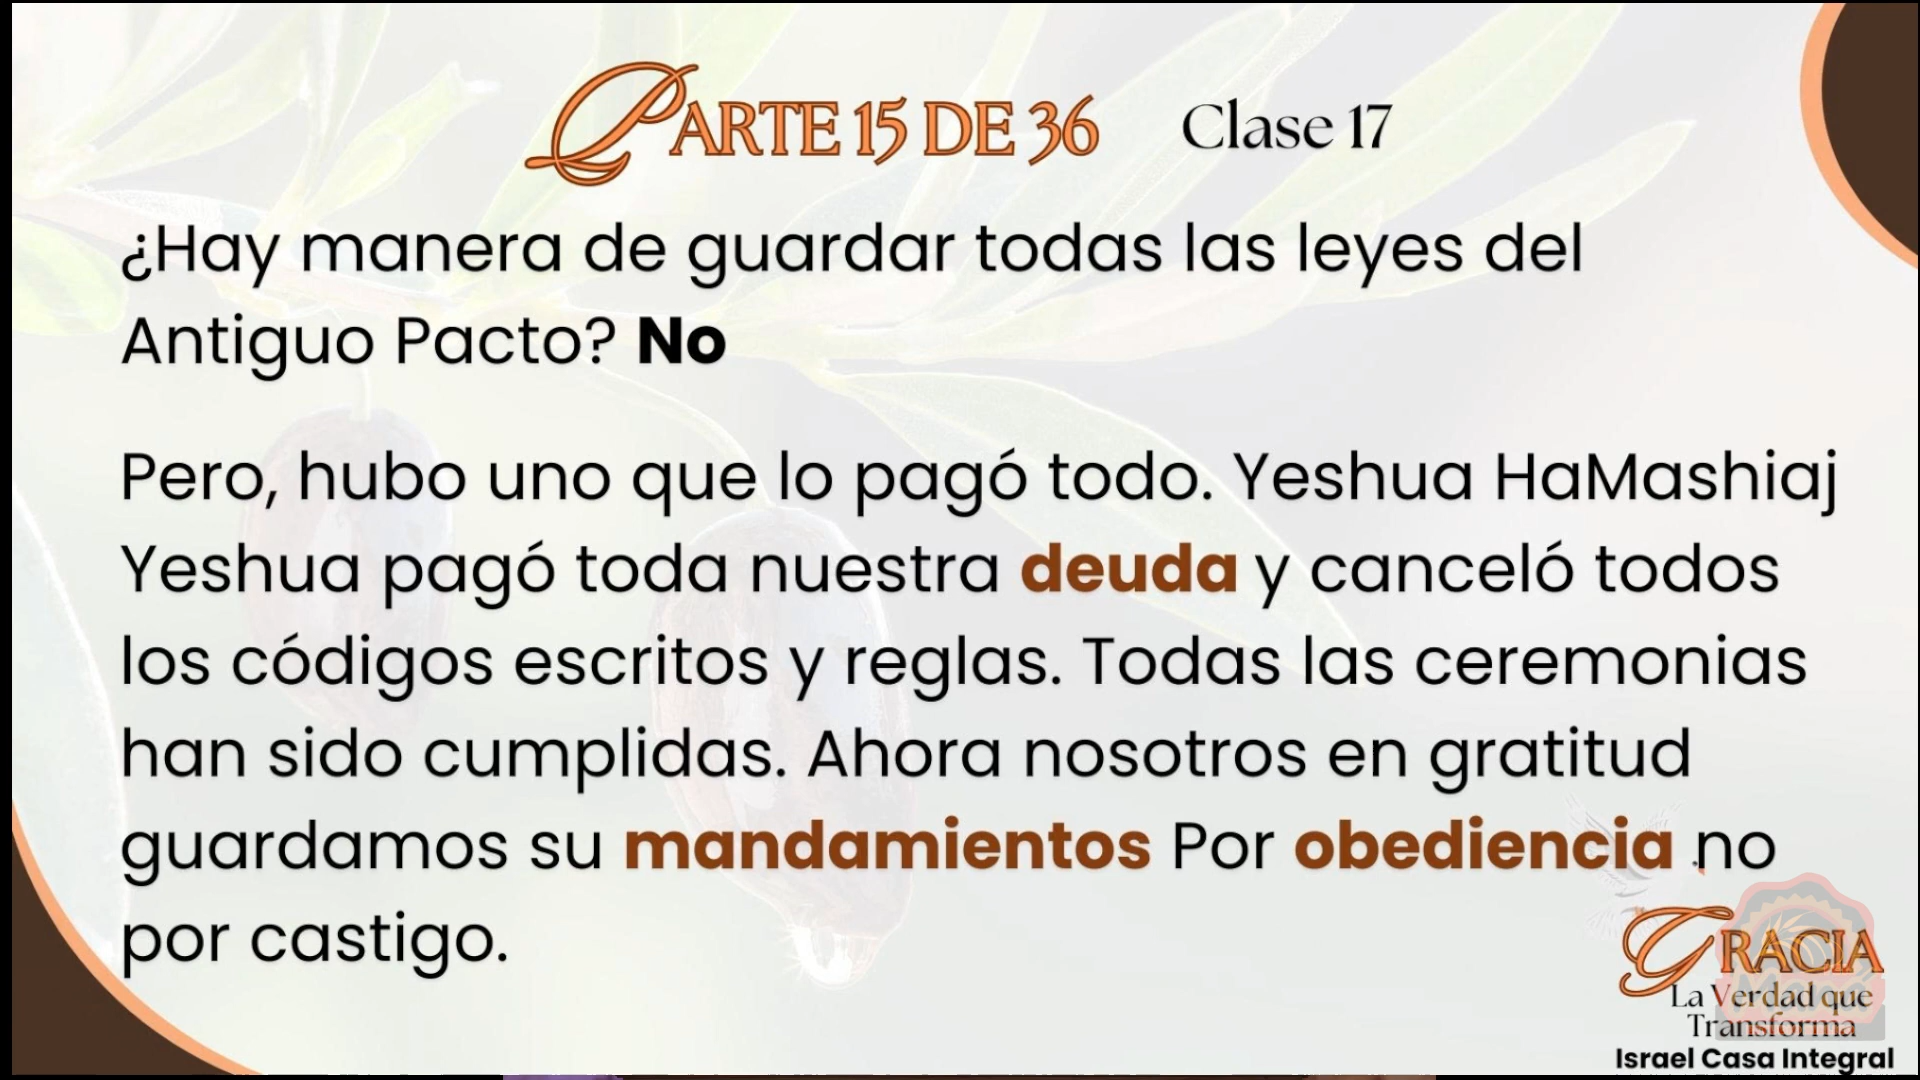 PARTE 15 DE 36 Clase 17
¿Hay manera de guardar todas las leyes del
Antiguo Pacto? No
Pero, hubo uno que lo pagó todo. Yeshua HaMashiaj
Yeshua pagó toda nuestra deuda y canceló todos
los códigos escritos y reglas. Todas las ceremonias
han sido cumplidas. Ahora nosotros en gratitud
guardamos su mandamientos Por obediencia no
por castigo.
GRACIA
La Verdad que
Transforma
Israel Casa Integral